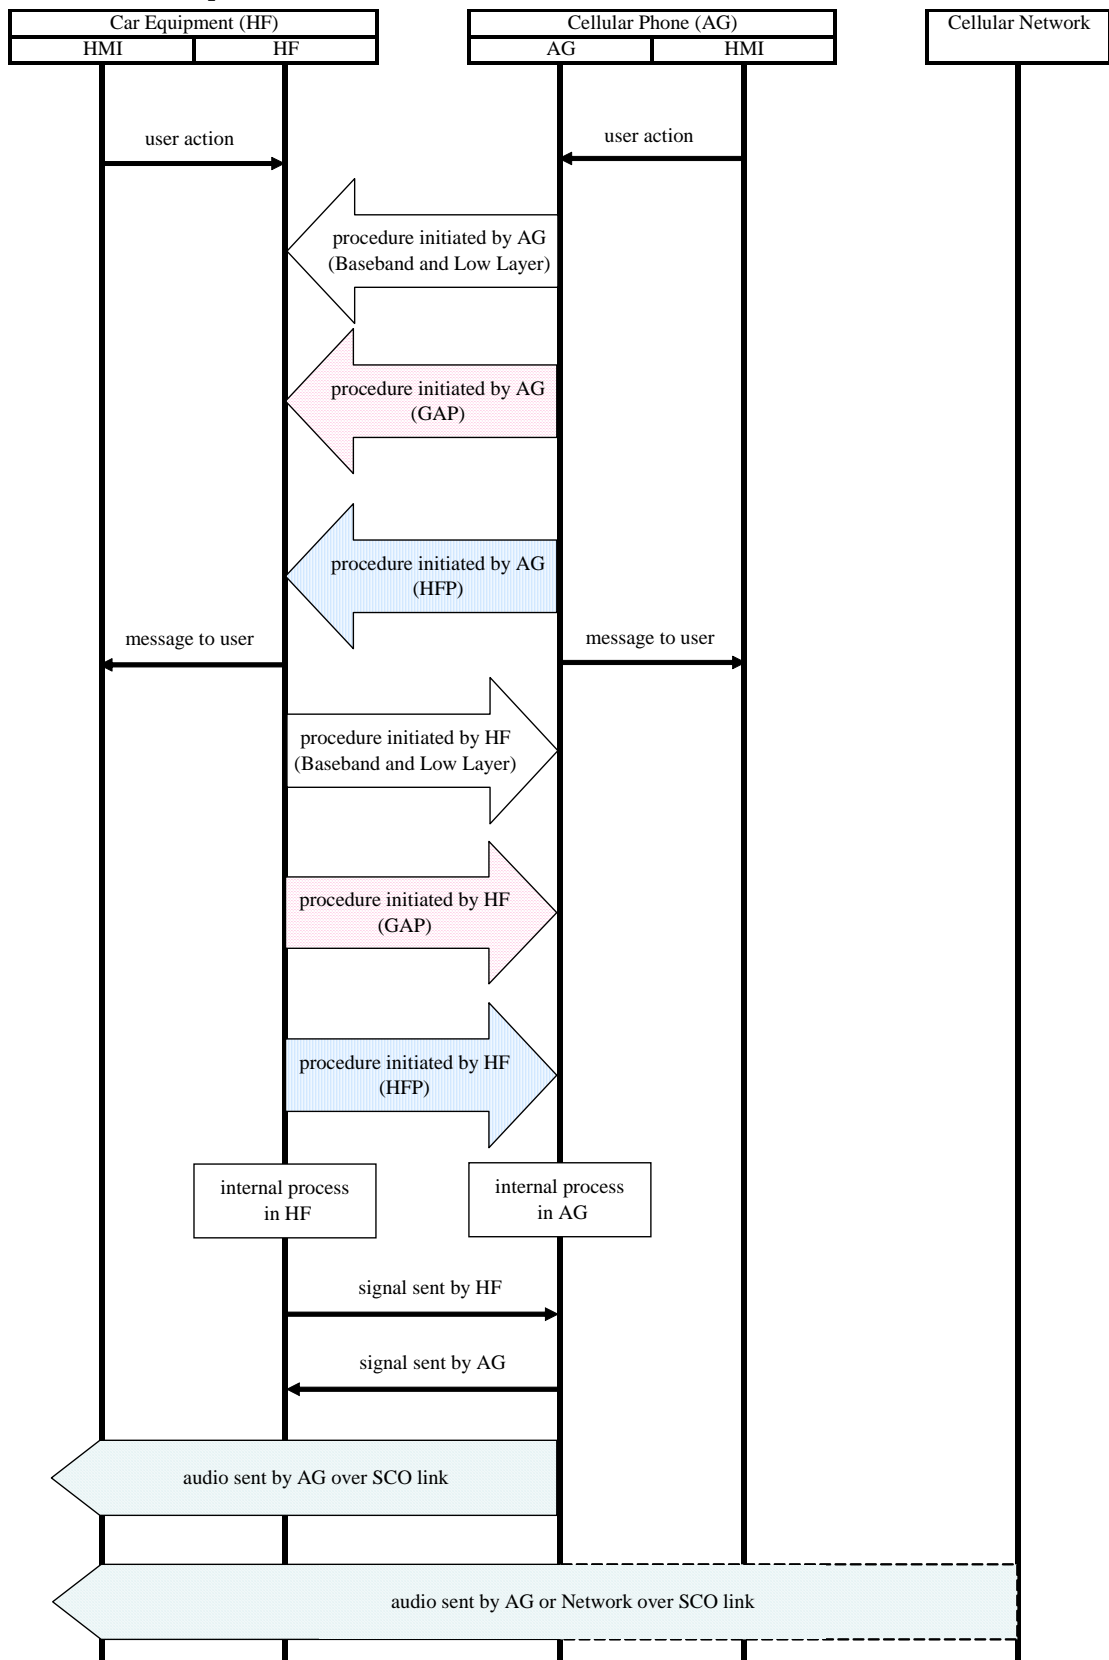 Car Equipment (HF)
Cellular Phone (AG)
Cellular Network
HMI
HF
AG
HMI
user action
user action
procedure initiated by AG
(Baseband and Low Layer)
procedure initiated by AG
(GAP)
procedure initiated by AG
(HFP)
message to user
message to user
procedure initiated by HF
(Baseband and Low Layer)
procedure initiated by HF
(GAP)
procedure initiated by HF
(HFP)
internal process
in HF
internal process
in AG
signal sent by HF
signal sent by AG
audio sent by AG over SCO link
audio sent by AG or Network over SCO link